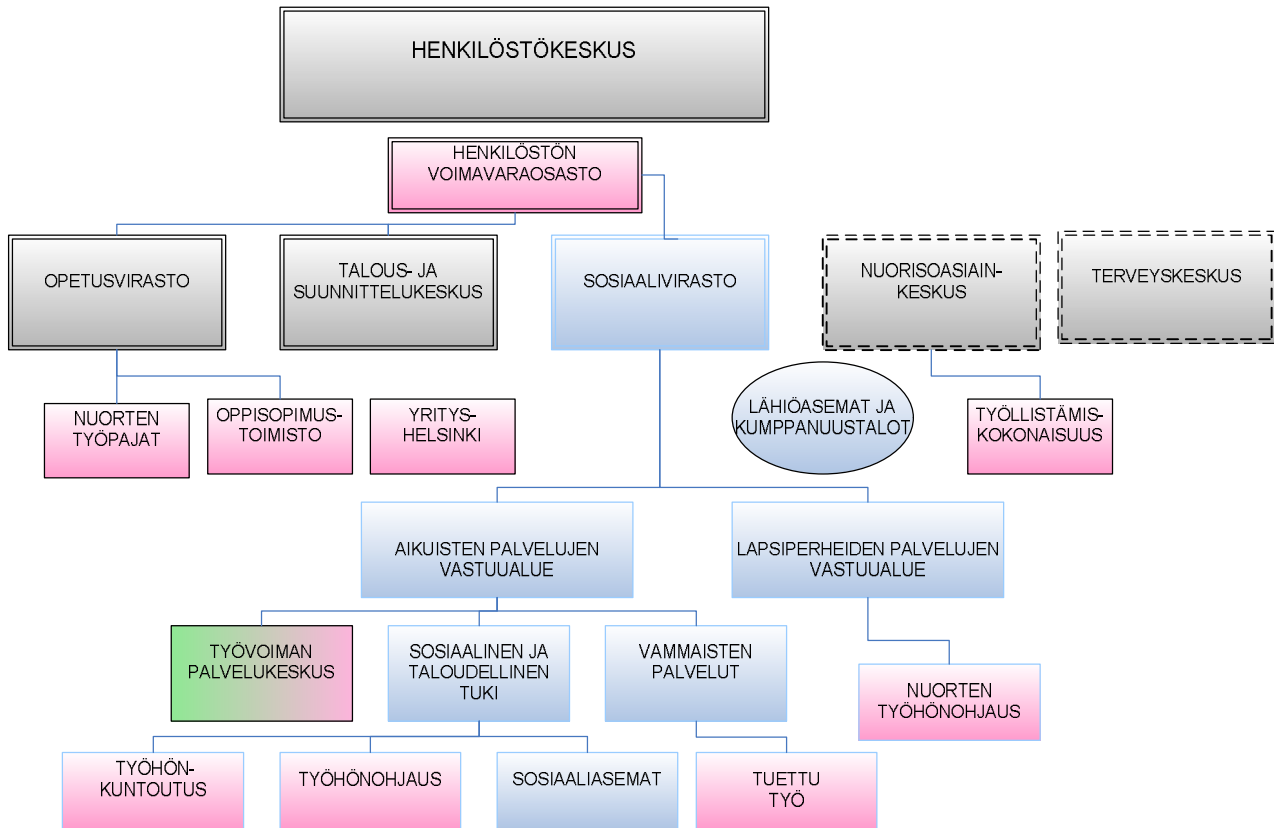 HENKILÖSTÖKESKUS
HENKILÖSTÖN
VOIMAVARAOSASTO
OPETUSVIRASTO
TALOUS- JA
SUUNNITTELUKESKUS
SOSIAALIVIRASTO
NUORISOASIAIN-
KESKUS
TERVEYSKESKUS
NUORTEN
TYÖPAJAT
OPPISOPIMUS-
TOIMISTO
YRITYS-
HELSINKI
LÄHIÖASEMAT JA
KUMPPANUUSTALOT
TYÖLLISTÄMIS-
KOKONAISUUS
AIKUISTEN PALVELUJEN
VASTUUALUE
LAPSIPERHEIDEN PALVELUJEN
VASTUUALUE
TYÖVOIMAN
PALVELUKESKUS
SOSIAALINEN JA
TALOUDELLINEN
TUKI
VAMMAISTEN
PALVELUT
NUORTEN
TYÖHÖNOHJAUS
TYÖHÖN-
KUNTOUTUS
TYÖHÖNOHJAUS
SOSIAALIASEMAT
TUETTU
TYÖ